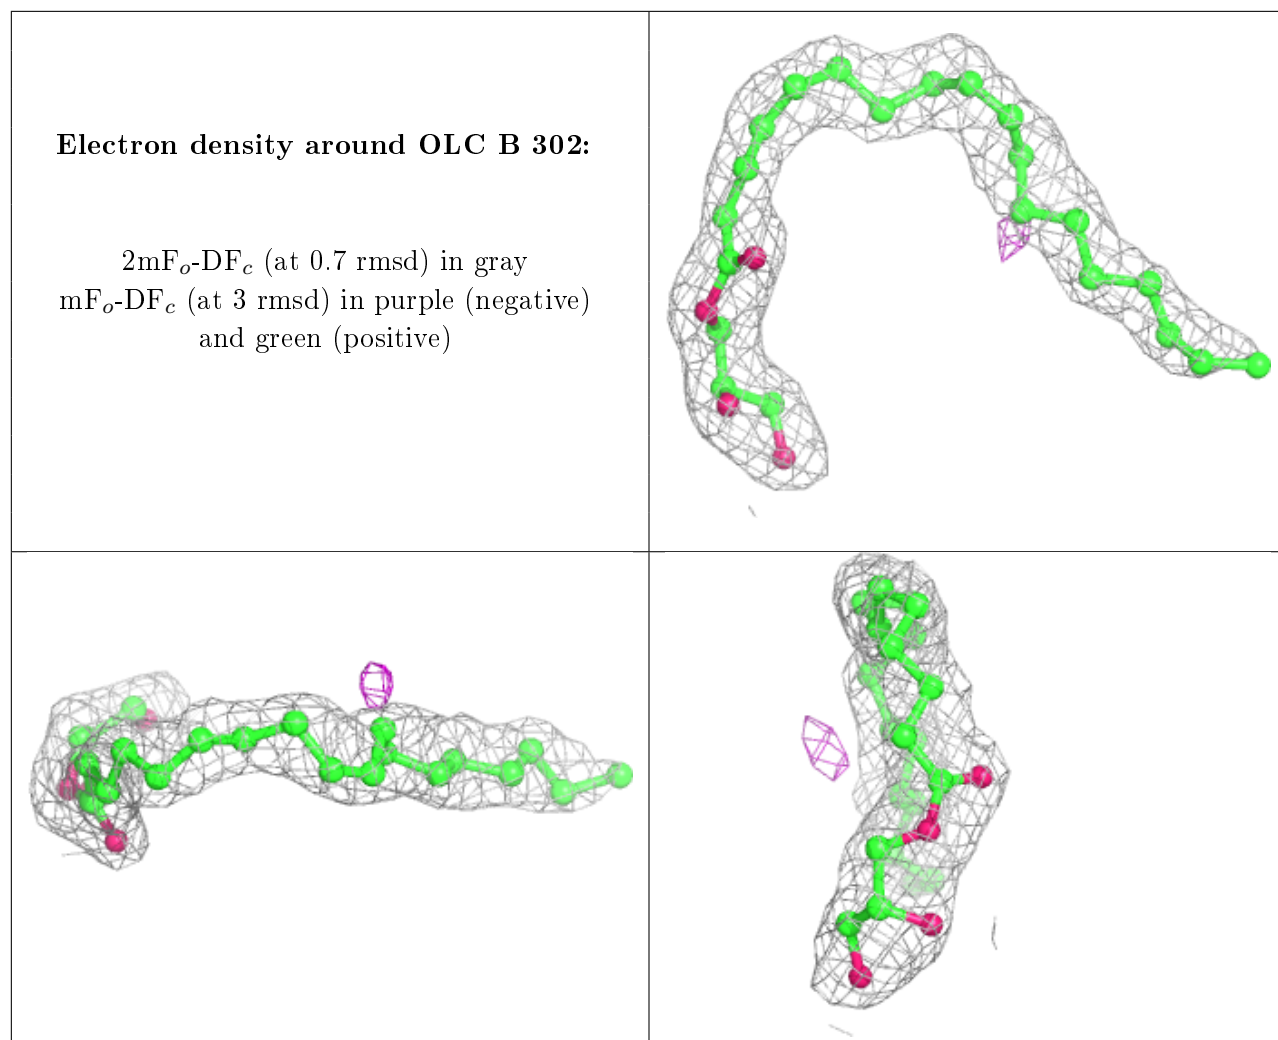 Electron density around OLC B 302:
2mFo-DFc (at 0.7 rmsd) in gray
mFo-DFc (at 3 rmsd) in purple (negative)
and green (positive)